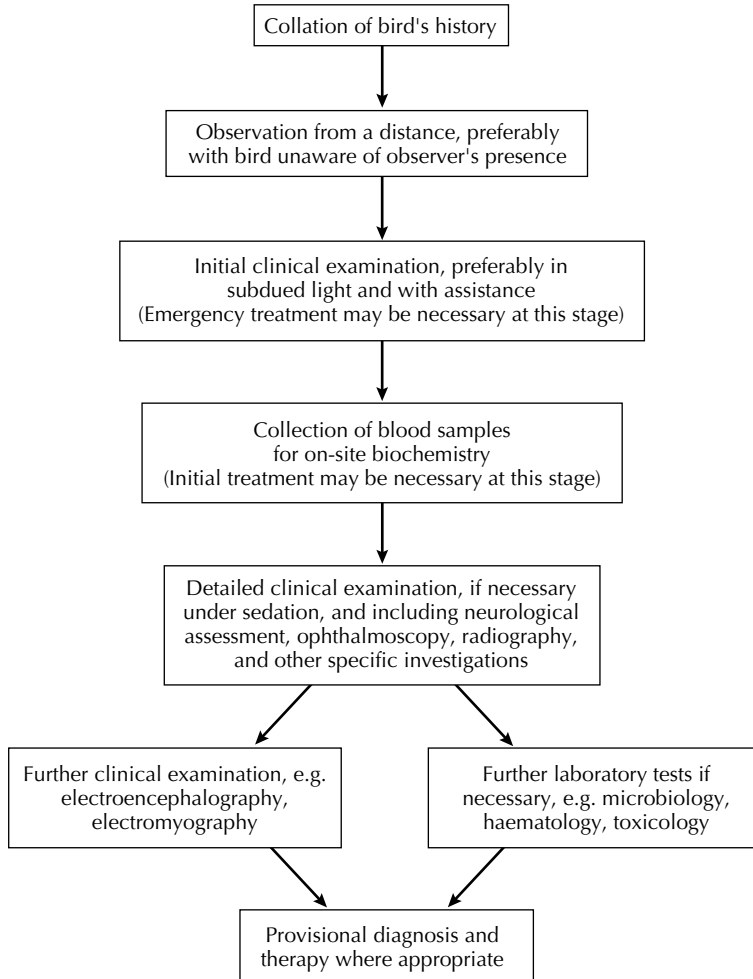 Collation of bird's history
Observation from a distance, preferably
with bird unaware of observer's presence
Initial clinical examination, preferably in
subdued light and with assistance
(Emergency treatment may be necessary at this stage)
Collection of blood samples
for on-site biochemistry
(Initial treatment may be necessary at this stage)
Detailed clinical examination, if necessary
under sedation, and including neurological
assessment, ophthalmoscopy, radiography,
and other specific investigations
Further clinical examination, e.g.
electroencephalography,
electromyography
Further laboratory tests if
necessary, e.g. microbiology,
haematology, toxicology
Provisional diagnosis and
therapy where appropriate